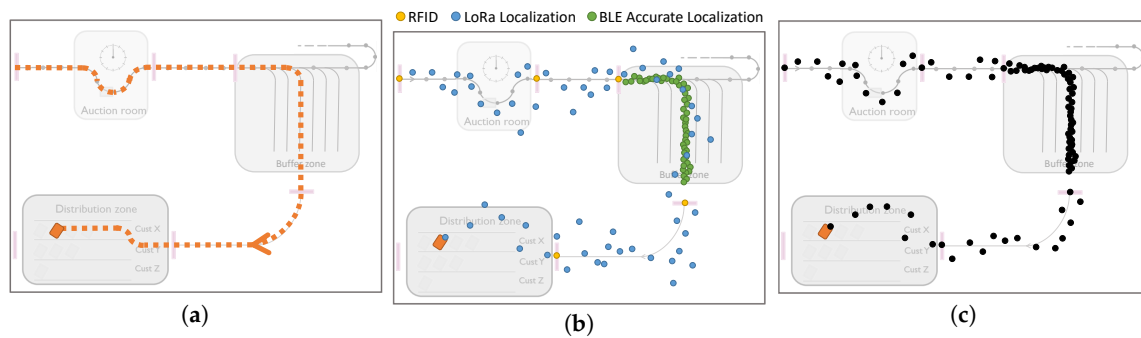 RFID LoRa Localization BLE Accurate Localization
Auction room
Buffer zone
Distribution zone
Cust X
Cust Y
Cust Z
(a)
Auction room
Buffer zone
Distribution zone
Cust X
Cust Y
Cust Z
(b)
Auction room
Buffer zone
Distribution zone
Cust X
Cust Y
Cust Z
(c)